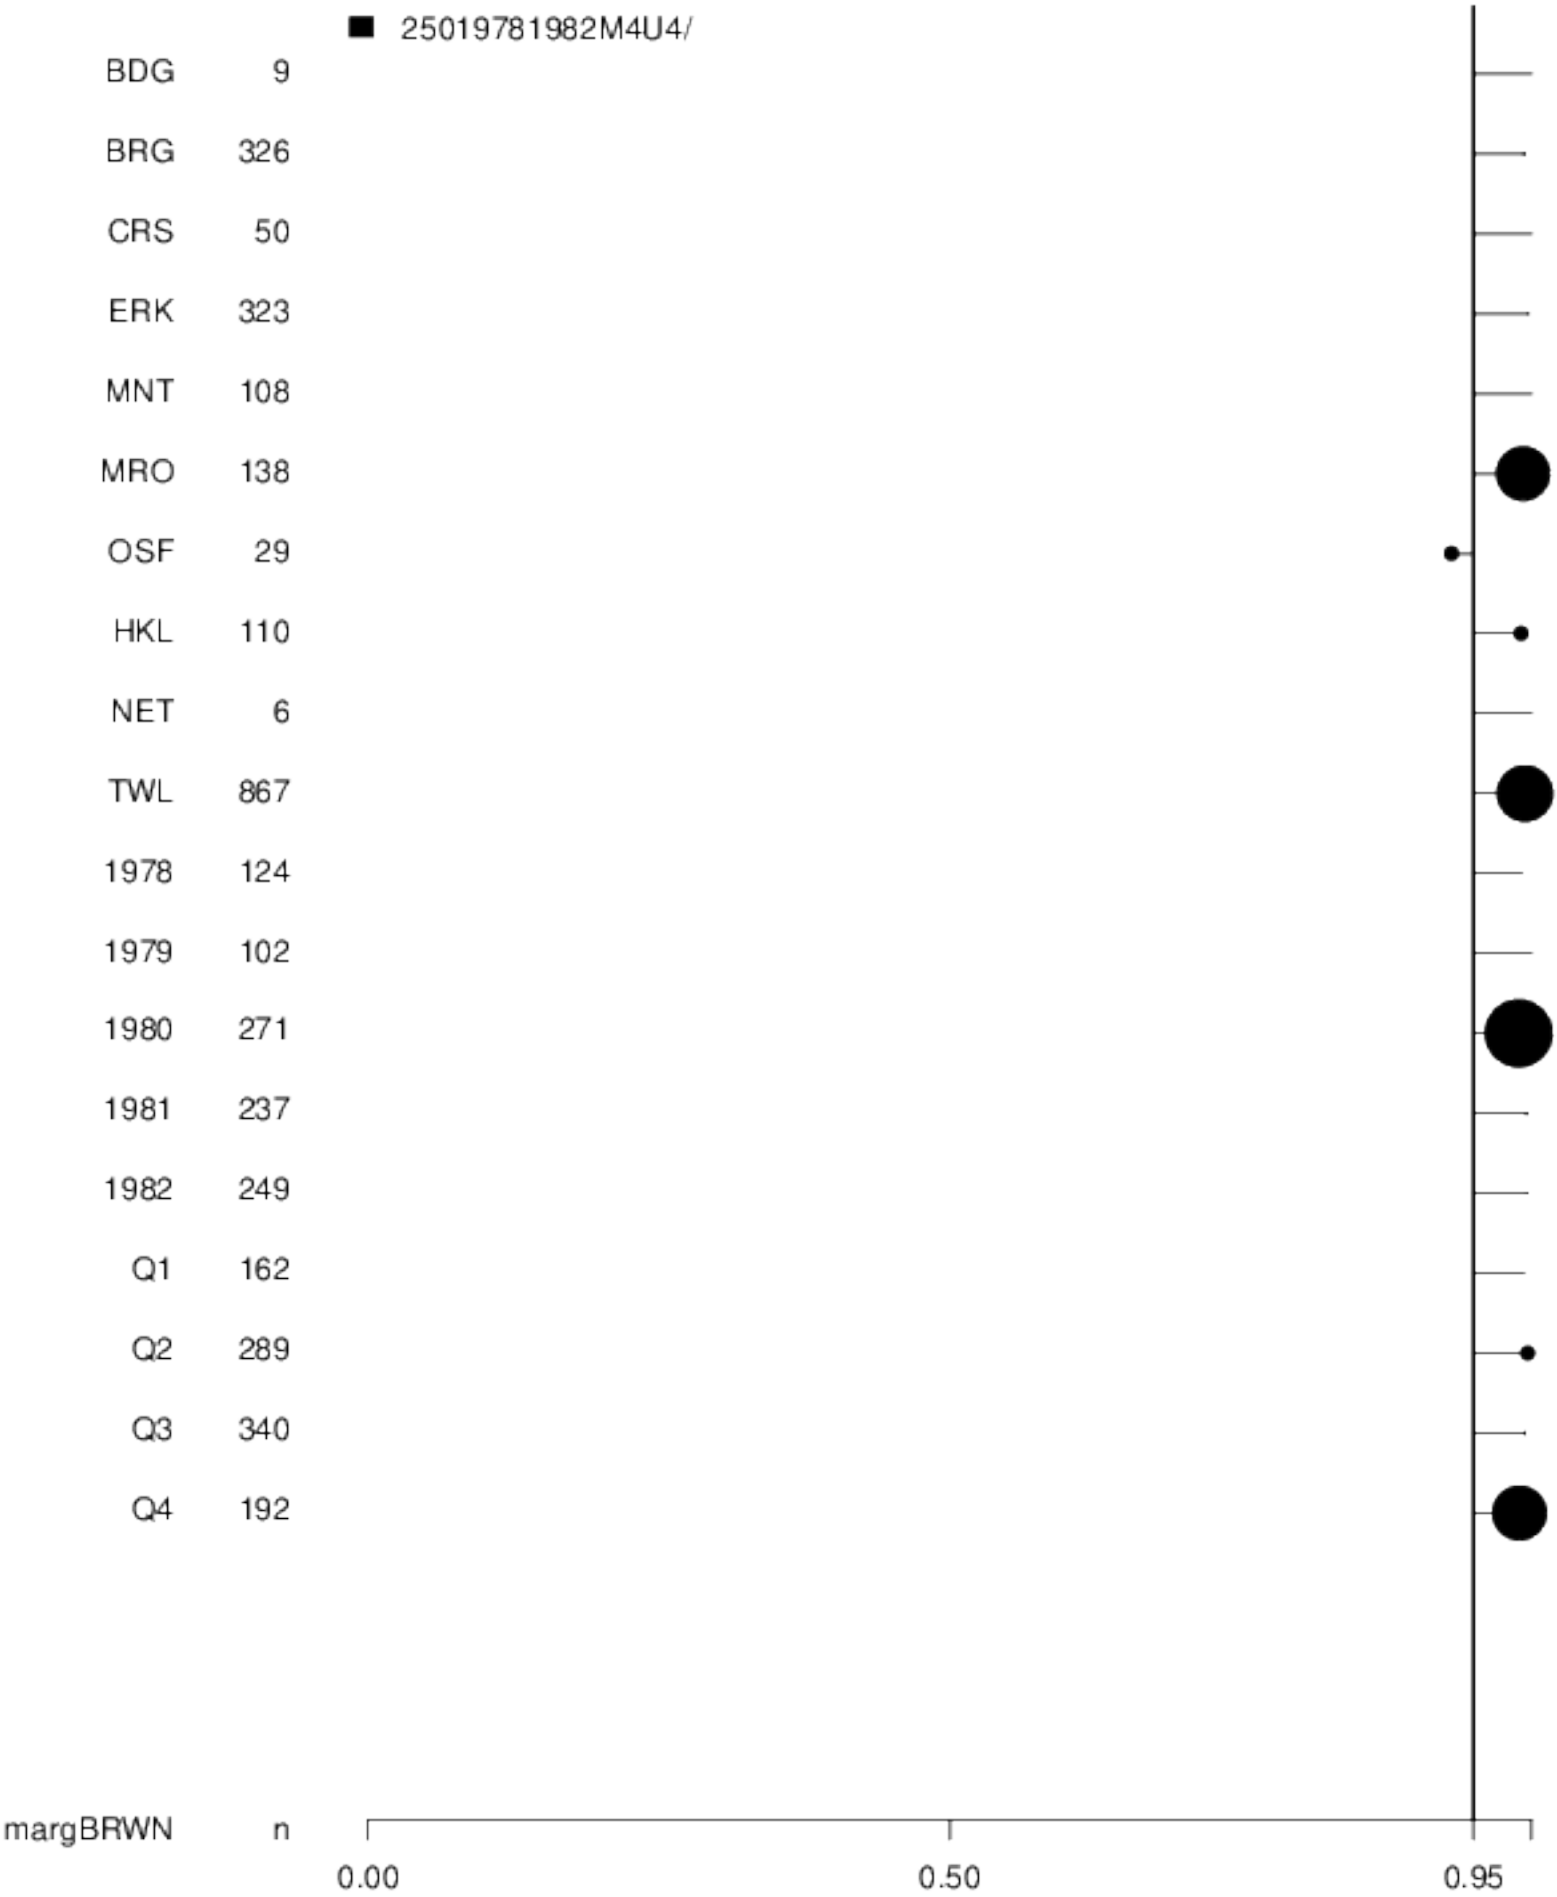 25019781982M4U4/
BDG 9
BRG 326
CRS 50
ERK 323
MNT 108
MRO 138
OSF 29
HKL 110
NET 6
TWL 867
1978 124
1979 102
1980 271
1981 237
1982 249
Q1 162
Q2 289
Q3 340
Q4 192
margBRWN n
0.00 0.50 0.95